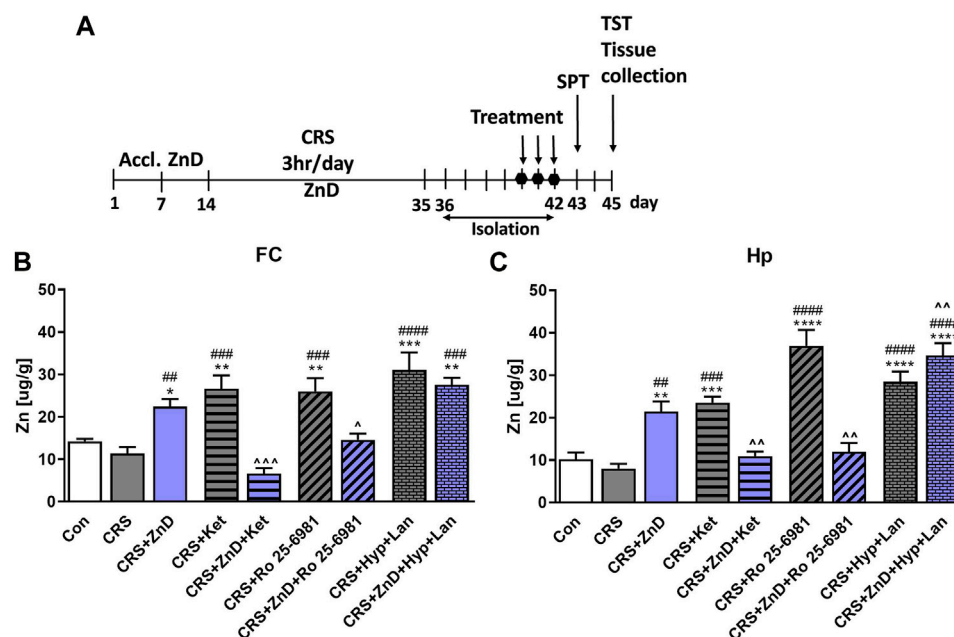 A
TST
Tissue
collection
SPT
Treatment
CRS
3hr/day
Accl. ZnD
ZnD
1 7 14 35 36 42 43 45 day
Isolation
B
FC
Zn [ug/g]
50
40
30
20
10
0
##
*
###
**
^^^
###
**
^
####
***
###
**
Con
CRS
CRS+ZnD
CRS+Ket
CRS+ZnD+Ket
CRS+Ro 25-6981
CRS+ZnD+Ro 25-6981
CRS+Hyp+Lan
CRS+ZnD+Hyp+Lan
C
Hp
Zn [ug/g]
50
40
30
20
10
0
##
**
###
***
^^
####
****
^^
####
****
^^
####
****
Con
CRS
CRS+ZnD
CRS+Ket
CRS+ZnD+Ket
CRS+Ro 25-6981
CRS+ZnD+Ro 25-6981
CRS+Hyp+Lan
CRS+ZnD+Hyp+Lan